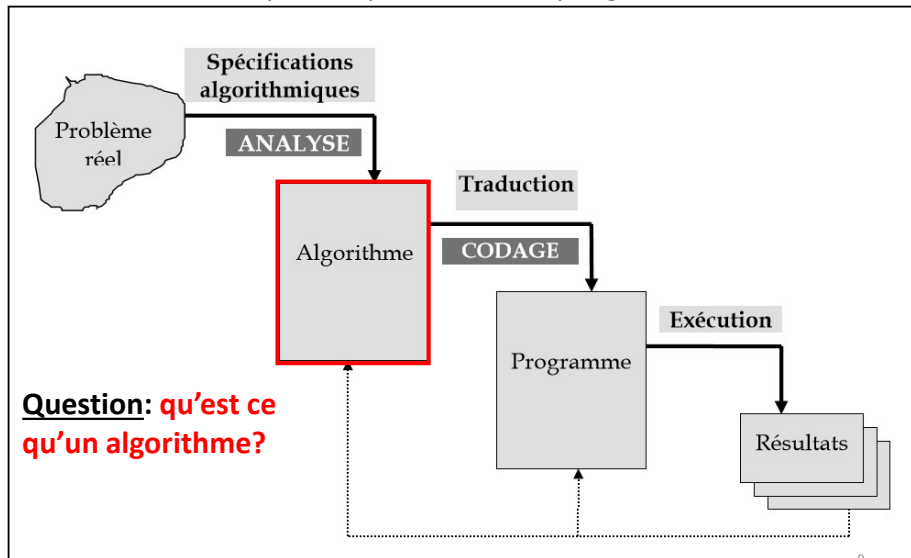 Spécifications
algorithmiques
Problème
réel
ANALYSE
Traduction
Algorithme
CODAGE
Exécution
Programme
Question: qu'est ce
qu'un algorithme?
Résultats